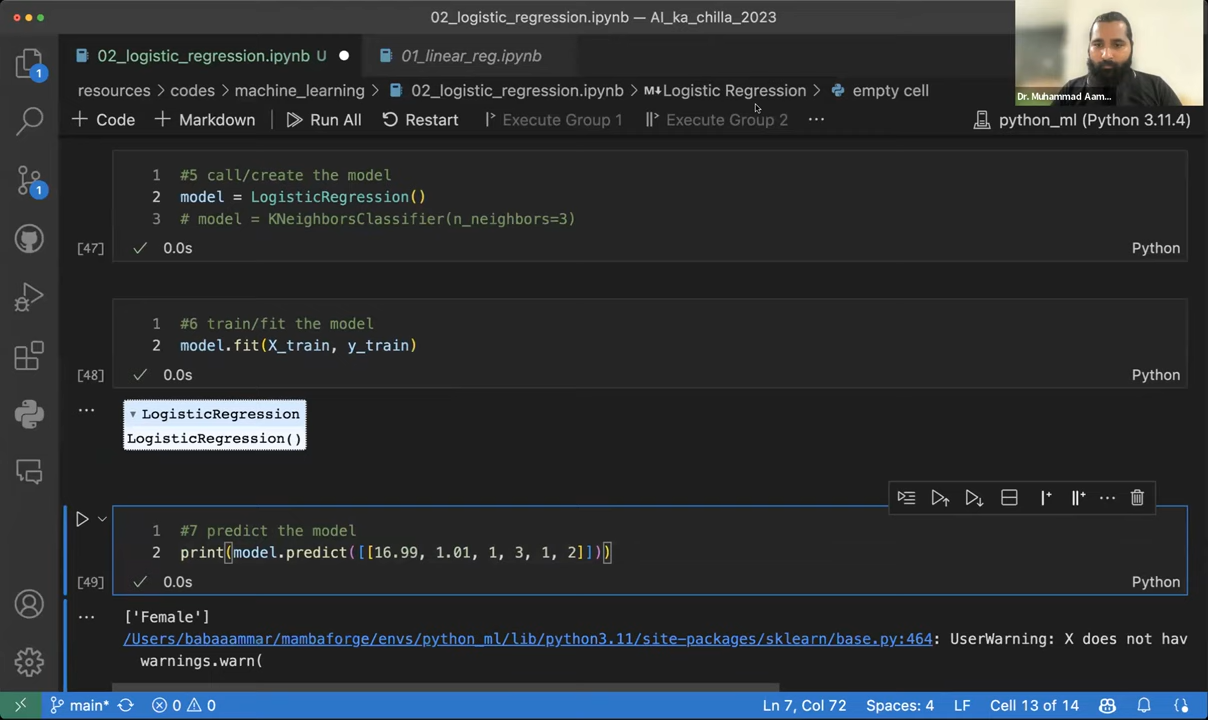 02_logistic_regression.ipynb — AI_ka_chilla_2023
02_logistic_regression.ipynb U
01_linear_reg.ipynb
resources > codes > machine_learning > 02_logistic_regression.ipynb > M↓Logistic Regression > empty cell
+ Code + Markdown Run All Restart Execute Group 1 Execute Group 2 ... python_ml (Python 3.11.4)
Dr. Muhammad Aam...
1
1
1 #5 call/create the model
2 model = LogisticRegression()
3 # model = KNeighborsClassifier(n_neighbors=3)
[47] ✓ 0.0s Python
1 #6 train/fit the model
2 model.fit(X_train, y_train)
[48] ✓ 0.0s Python
... ▾ LogisticRegression
LogisticRegression()
1 #7 predict the model
2 print(model.predict([[16.99, 1.01, 1, 3, 1, 2]]))
[49] ✓ 0.0s Python
... ['Female']
/Users/babaaammar/mambaforge/envs/python_ml/lib/python3.11/site-packages/sklearn/base.py:464: UserWarning: X does not hav
warnings.warn(
main* 0 0 Ln 7, Col 72 Spaces: 4 LF Cell 13 of 14